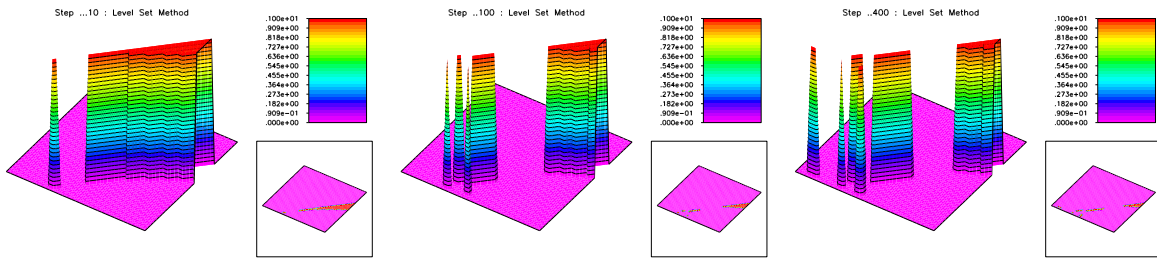 Step ...10 : Level Set Method
.100e+01
.909e+00
.818e+00
.727e+00
.636e+00
.545e+00
.455e+00
.364e+00
.273e+00
.182e+00
.909e-01
.000e+00
Step ..100 : Level Set Method
.100e+01
.909e+00
.818e+00
.727e+00
.636e+00
.545e+00
.455e+00
.364e+00
.273e+00
.182e+00
.909e-01
.000e+00
Step ..400 : Level Set Method
.100e+01
.909e+00
.818e+00
.727e+00
.636e+00
.545e+00
.455e+00
.364e+00
.273e+00
.182e+00
.909e-01
.000e+00